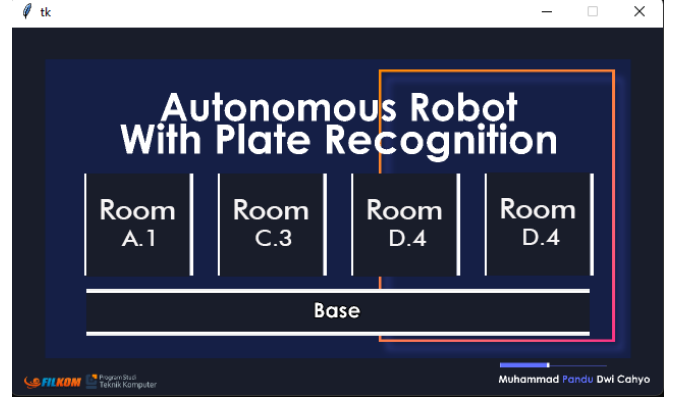 tk
Autonomous Robot
With Plate Recognition
Room
A.1
Room
C.3
Room
D.4
Room
D.4
Base
FILKOM
Program Studi
Teknik Komputer
Muhammad Pandu Dwi Cahyo